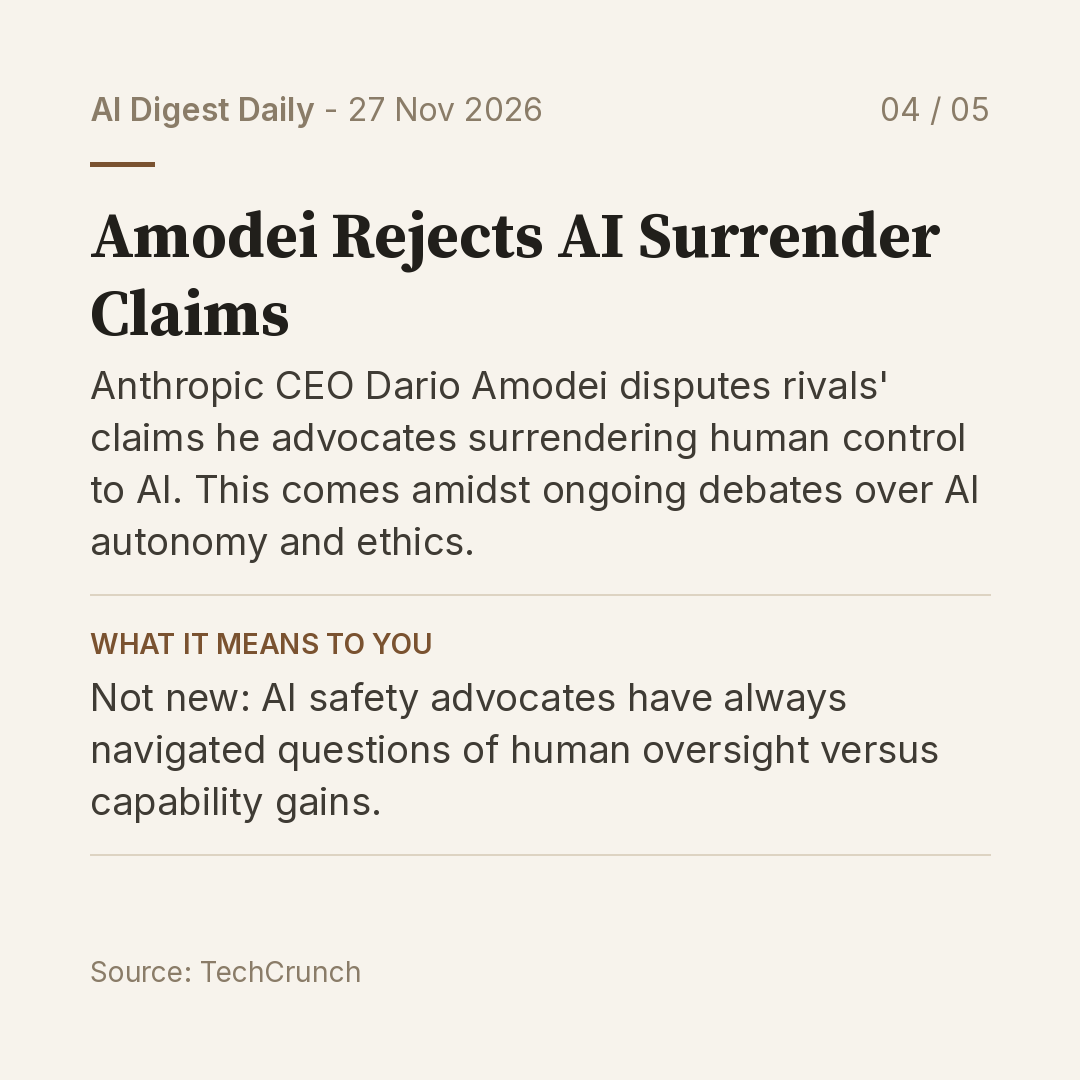 AI Digest Daily - 27 Nov 2026
04 / 05
Amodei Rejects AI Surrender
Claims
Anthropic CEO Dario Amodei disputes rivals'
claims he advocates surrendering human control
to AI. This comes amidst ongoing debates over AI
autonomy and ethics.
WHAT IT MEANS TO YOU
Not new: AI safety advocates have always
navigated questions of human oversight versus
capability gains.
Source: TechCrunch